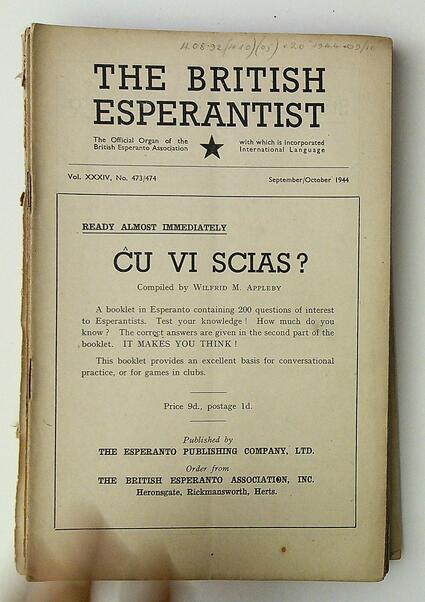 THE BRITISH
ESPERANTIST
The Official Organ of the
British Esperanto Association
★
with which is Incorporated
International Language
Vol. XXXIV, No. 473/474
September/October 1944
READY ALMOST IMMEDIATELY
ĈU VI SCIAS?
Compiled by WILFRID M. APPLEBY
A booklet in Esperanto containing 200 questions of interest
to Esperantists. Test your knowledge! How much do you
know? The correct answers are given in the second part of the
booklet. IT MAKES YOU THINK!
This booklet provides an excellent basis for conversational
practice, or for games in clubs.
Price 9d., postage 1d.
Published by
THE ESPERANTO PUBLISHING COMPANY, LTD.
Order from
THE BRITISH ESPERANTO ASSOCIATION, INC.
Heronsgate, Rickmansworth, Herts.